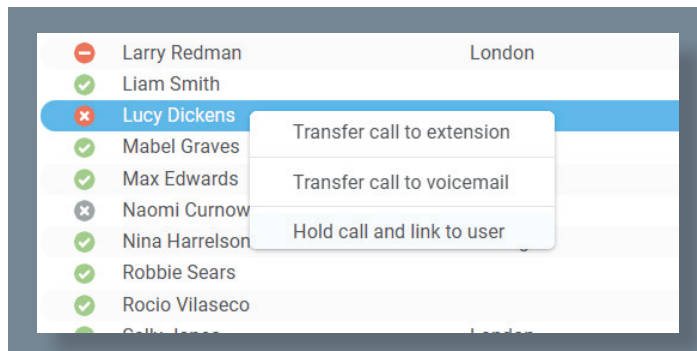 Larry Redman London
Liam Smith
Lucy Dickens
Transfer call to extension
Mabel Graves
Max Edwards
Transfer call to voicemail
Naomi Curnow
Hold call and link to user
Nina Harrelson
Robbie Sears
Rocio Vilaseco